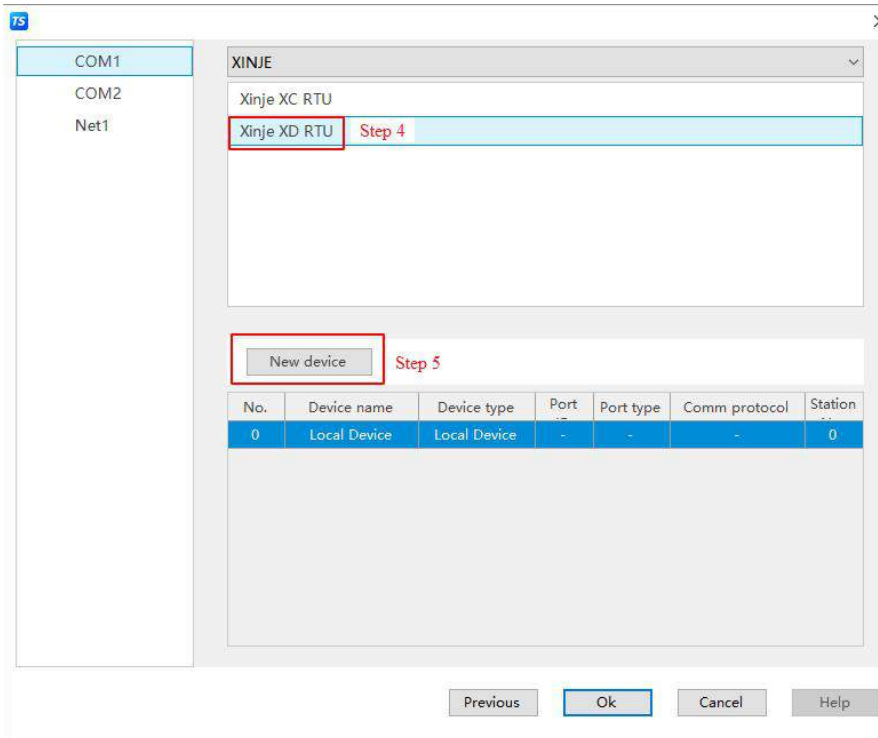 TS
COM1
COM2
Net1
XINJE
Xinje XC RTU
Xinje XD RTU Step 4
New device Step 5
No. Device name Device type Port Port type Comm protocol Station
0 Local Device Local Device - - - 0
Previous Ok Cancel Help